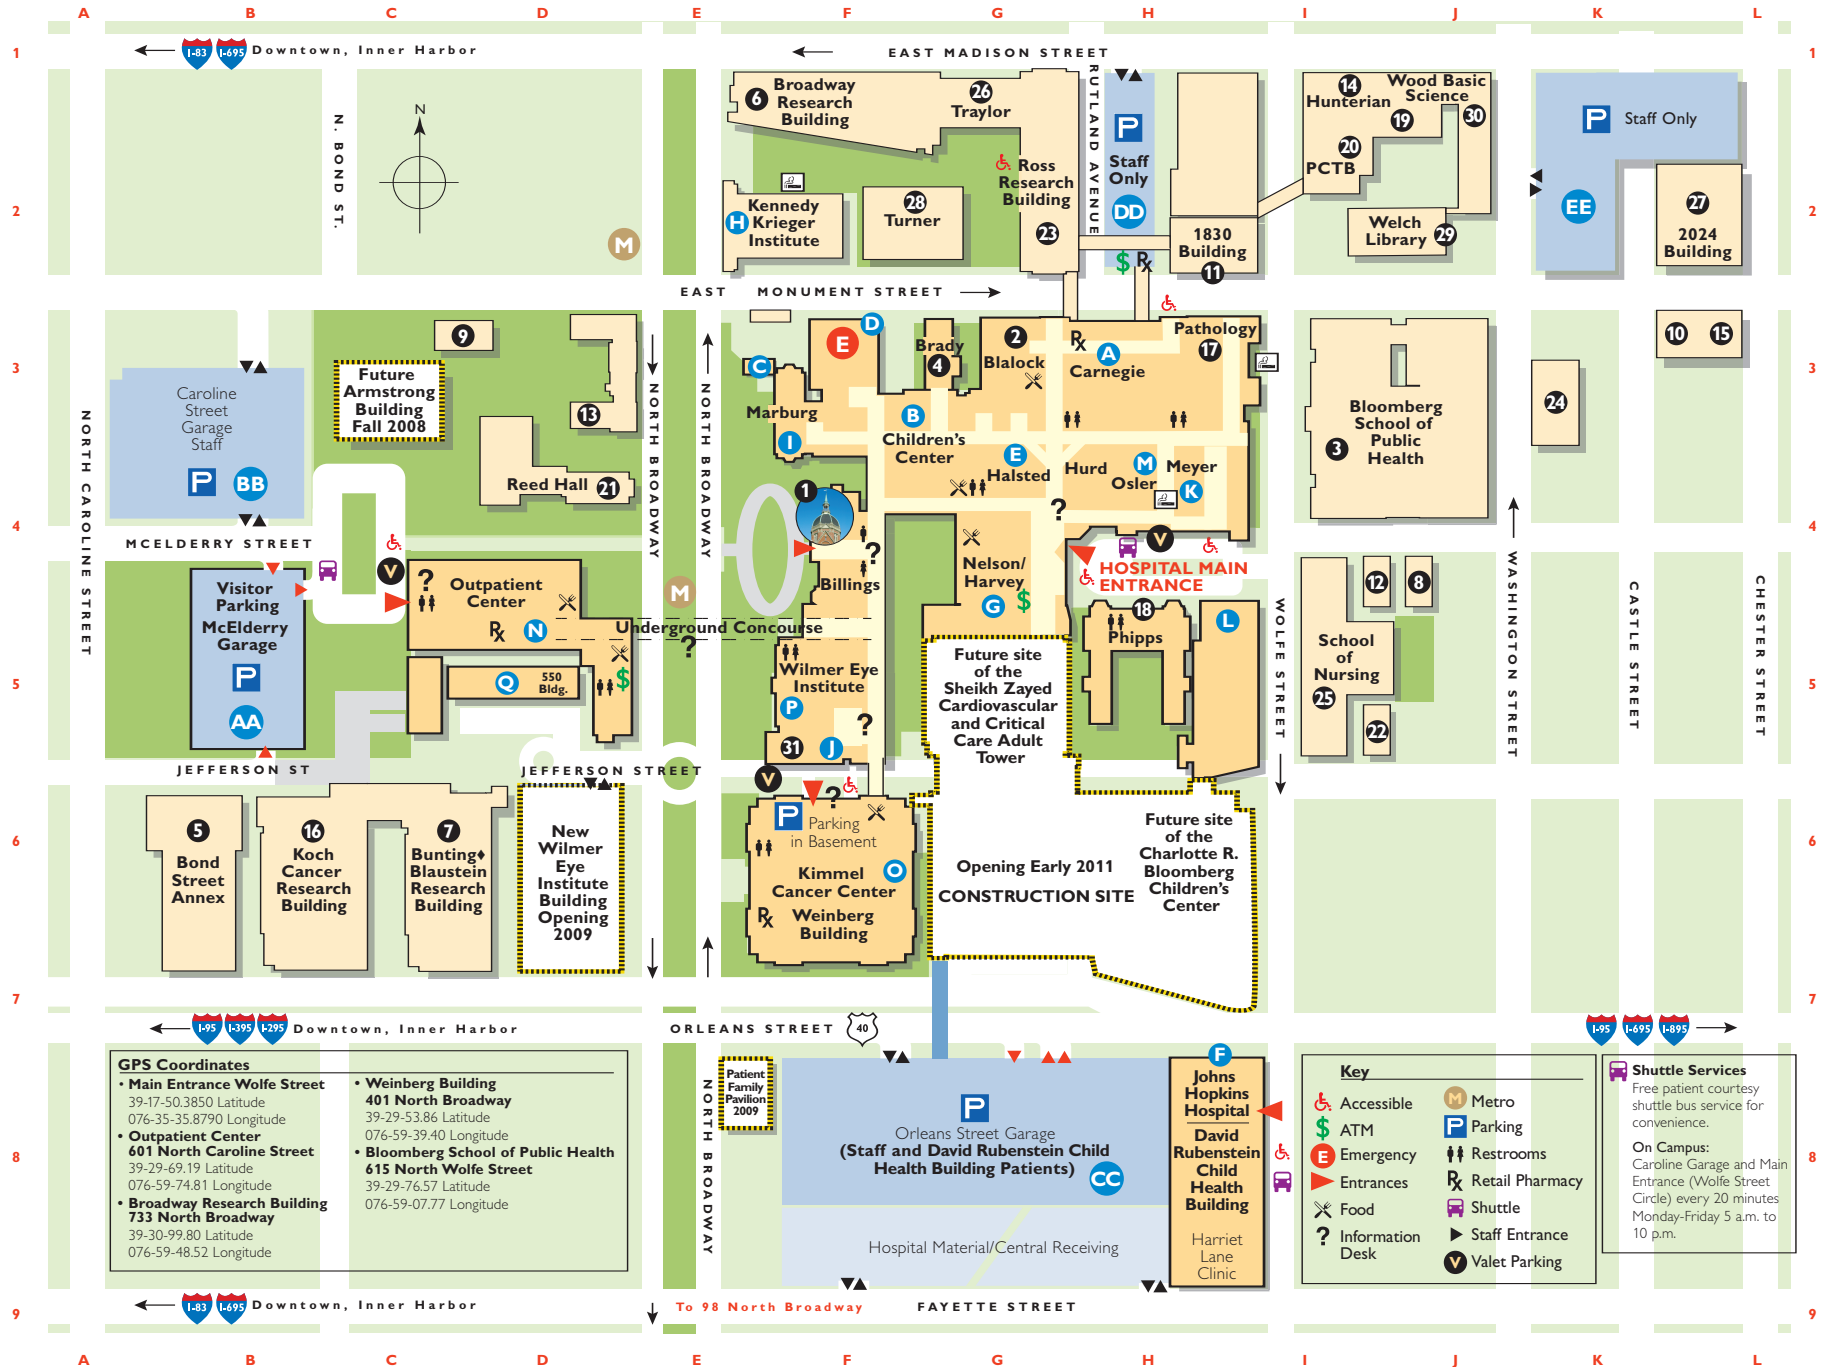 A B C D E F G H I J K L
1 1
I-83 I-695 Downtown, Inner Harbor
EAST MADISON STREET
N. BOND ST.
N
RUTLAND AVENUE
6 Broadway
Research
Building
26
Traylor
P
Staff
Only
DD
14
Hunterian
Wood Basic
Science
19
30
20
PCTB
P Staff Only
EE
Ross
Research
Building
23
2 2
H Kennedy
Krieger
Institute
28
Turner
M
$ Rx
1830
Building
11
Welch
Library 29
27
2024
Building
EAST MONUMENT STREET
3 3
9
Future
Armstrong
Building
Fall 2008
13
Caroline
Street
Garage
Staff
P BB
Reed Hall 21
NORTH CAROLINE STREET
NORTH BROADWAY
NORTH BROADWAY
E
D
C
Marburg
I
Brady
4
2
Blalock
Rx
A
Carnegie
Pathology
17
B
Children's
Center
E
Halsted
Hurd
M Meyer
Osler
K
3
Bloomberg
School of
Public
Health
24
10 15
4 4
MCELDERRY STREET
1
?
Billings
?
Nelson/
Harvey
G $
V
HOSPITAL MAIN
ENTRANCE
18
Phipps
L
WOLFE STREET
WASHINGTON STREET
CASTLE STREET
CHESTER STREET
12 8
School
of
Nursing
25
22
V
?
Outpatient
Center
Rx N
M
Underground Concourse
?
Visitor
Parking
McElderry
Garage
P
AA
5 5
Q 550
Bldg.
$
Wilmer Eye
Institute
P
?
31 J
Future site
of the
Sheikh Zayed
Cardiovascular
and Critical
Care Adult
Tower
JEFFERSON ST
JEFFERSON STREET
V
?
6 6
5
Bond
Street
Annex
16
Koch
Cancer
Research
Building
7
Bunting♦
Blaustein
Research
Building
New
Wilmer
Eye
Institute
Building
Opening
2009
P Parking
in Basement
Kimmel
Cancer Center
O
Rx Weinberg
Building
Opening Early 2011
CONSTRUCTION SITE
Future site
of the
Charlotte R.
Bloomberg
Children's
Center
7 7
I-95 I-395 I-295 Downtown, Inner Harbor
ORLEANS STREET 40
I-95 I-695 I-895
GPS Coordinates
• Main Entrance Wolfe Street
39-17-50.3850 Latitude
076-35-35.8790 Longitude
• Outpatient Center
601 North Caroline Street
39-29-69.19 Latitude
076-59-74.81 Longitude
• Broadway Research Building
733 North Broadway
39-30-99.80 Latitude
076-59-48.52 Longitude
• Weinberg Building
401 North Broadway
39-29-53.86 Latitude
076-59-39.40 Longitude
• Bloomberg School of Public Health
615 North Wolfe Street
39-29-76.57 Latitude
076-59-07.77 Longitude
NORTH BROADWAY
Patient
Family
Pavilion
2009
P
Orleans Street Garage
(Staff and David Rubenstein Child
Health Building Patients)
CC
Hospital Material/Central Receiving
F
Johns
Hopkins
Hospital
David
Rubenstein
Child
Health
Building
Harriet
Lane
Clinic
8 8
Key
Accessible
$ ATM
E Emergency
Entrances
Food
? Information
Desk
M Metro
P Parking
Restrooms
Rx Retail Pharmacy
Shuttle
Staff Entrance
V Valet Parking
Shuttle Services
Free patient courtesy
shuttle bus service for
convenience.
On Campus:
Caroline Garage and Main
Entrance (Wolfe Street
Circle) every 20 minutes
Monday-Friday 5 a.m. to
10 p.m.
9 9
I-83 I-695 Downtown, Inner Harbor
To 98 North Broadway
FAYETTE STREET
A B C D E F G H I J K L